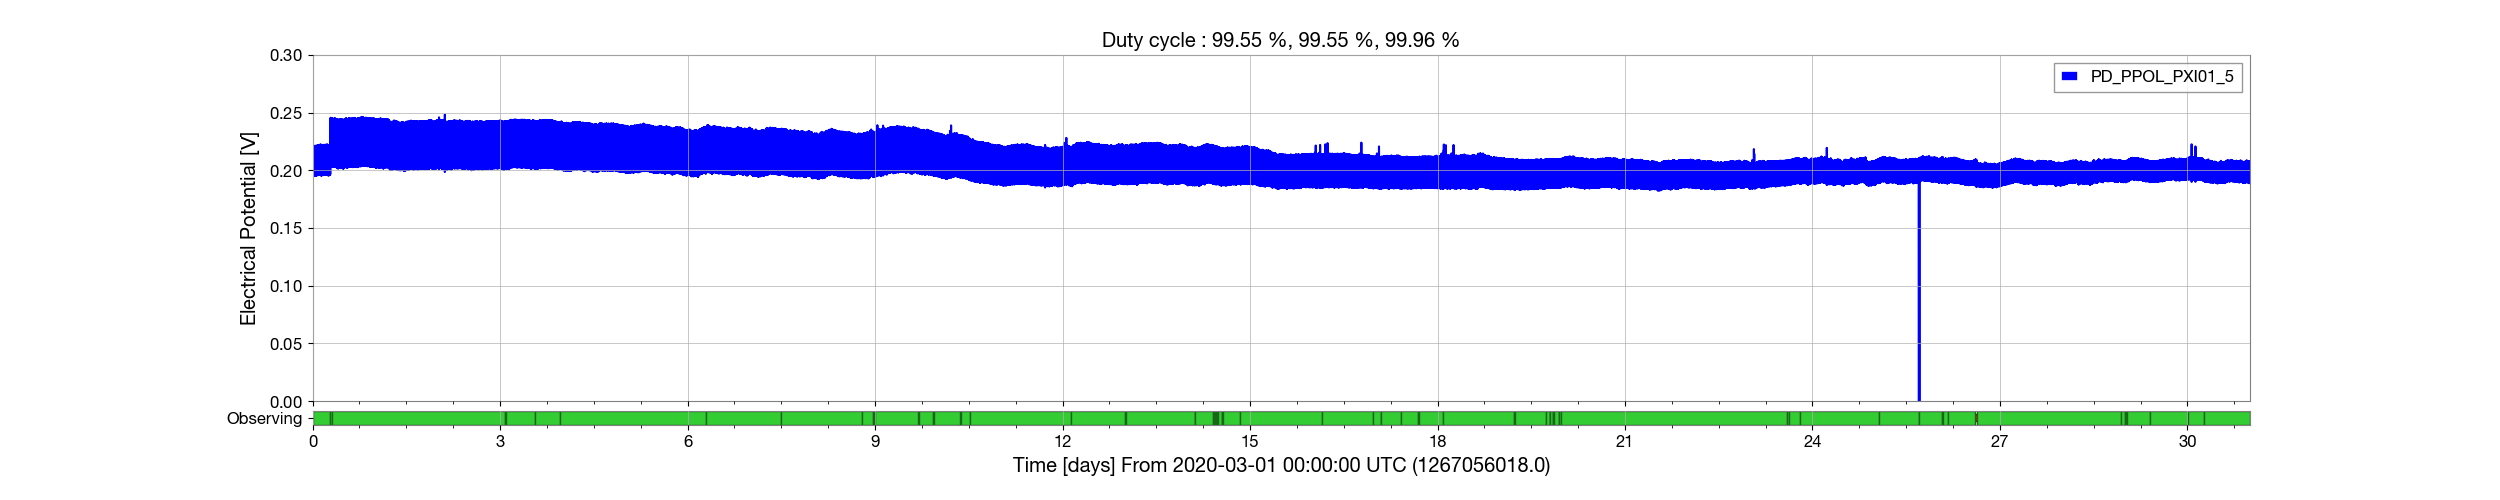 Duty cycle : 99.55 %, 99.55 %, 99.96 %
PD_PPOL_PXI01_5
Electrical Potential [V]
0.30
0.25
0.20
0.15
0.10
0.05
0.00
Observing
0 3 6 9 12 15 18 21 24 27 30
Time [days] From 2020-03-01 00:00:00 UTC (1267056018.0)